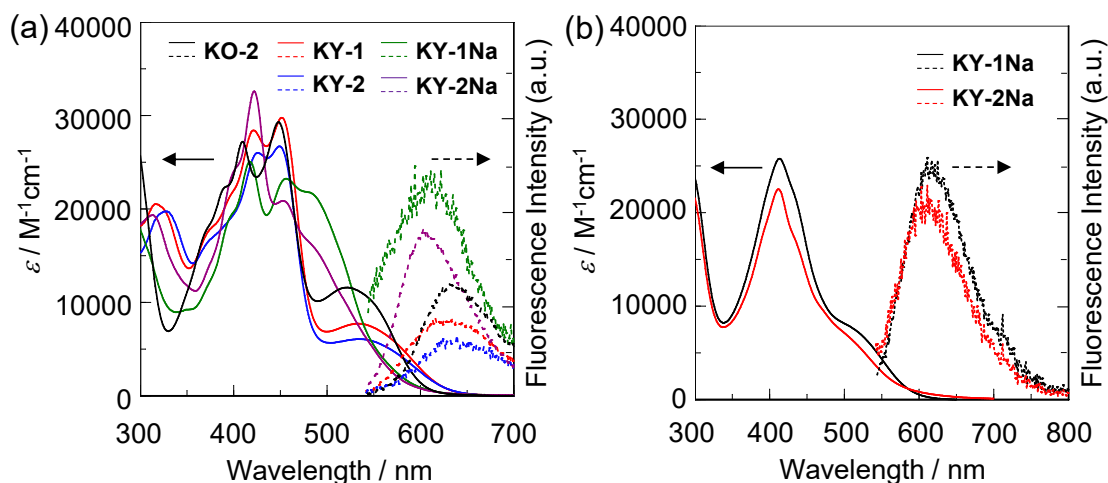 (a)
40000
30000
20000
10000
0
ε / M-1cm-1
KO-2
KY-1
KY-2
KY-1Na
KY-2Na
Fluorescence Intensity (a.u.)
300 400 500 600 700
Wavelength / nm
(b)
40000
30000
20000
10000
0
ε / M-1cm-1
KY-1Na
KY-2Na
Fluorescence Intensity (a.u.)
300 400 500 600 700 800
Wavelength / nm